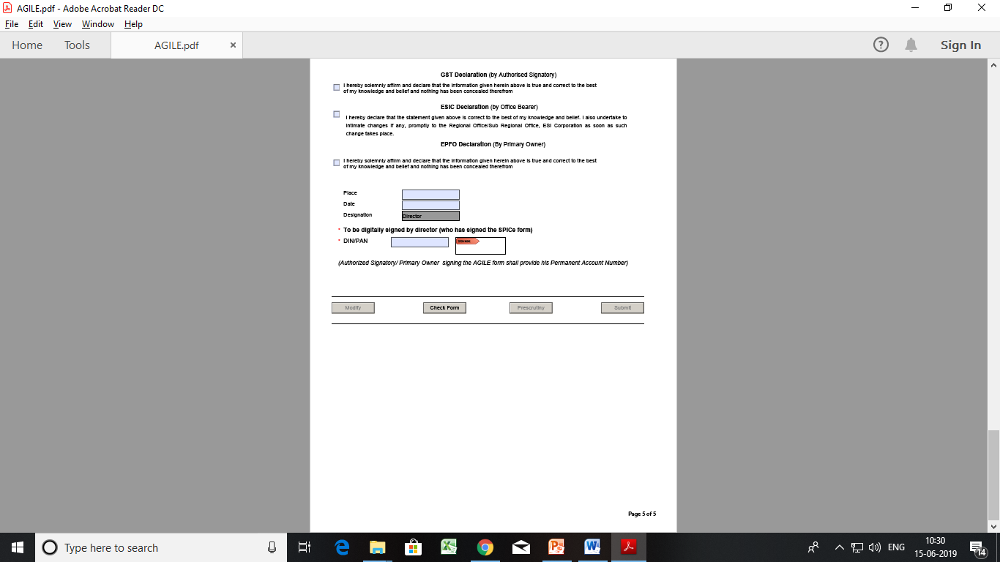 AGILE.pdf - Adobe Acrobat Reader DC
File Edit View Window Help
Home Tools AGILE.pdf × ? Sign In
GST Declaration (by Authorised Signatory)
I hereby solemnly affirm and declare that the information given herein above is true and correct to the best
of my knowledge and belief and nothing has been concealed therefrom
ESIC Declaration (by Office Bearer)
I hereby declare that the statement given above is correct to the best of my knowledge and belief. I also undertake to
intimate changes if any, promptly to the Regional Office/Sub Regional Office, ESI Corporation as soon as such
change takes place.
EPFO Declaration (By Primary Owner)
I hereby solemnly affirm and declare that the information given herein above is true and correct to the best
of my knowledge and belief and nothing has been concealed therefrom
Place
Date
Designation Director
* To be digitally signed by director (who has signed the SPICe form)
* DIN/PAN
(Authorized Signatory/ Primary Owner signing the AGILE form shall provide his Permanent Account Number)
Modify Check Form Prescrutiny Submit
Page 5 of 5
Type here to search
ENG
10:30
15-06-2019
14